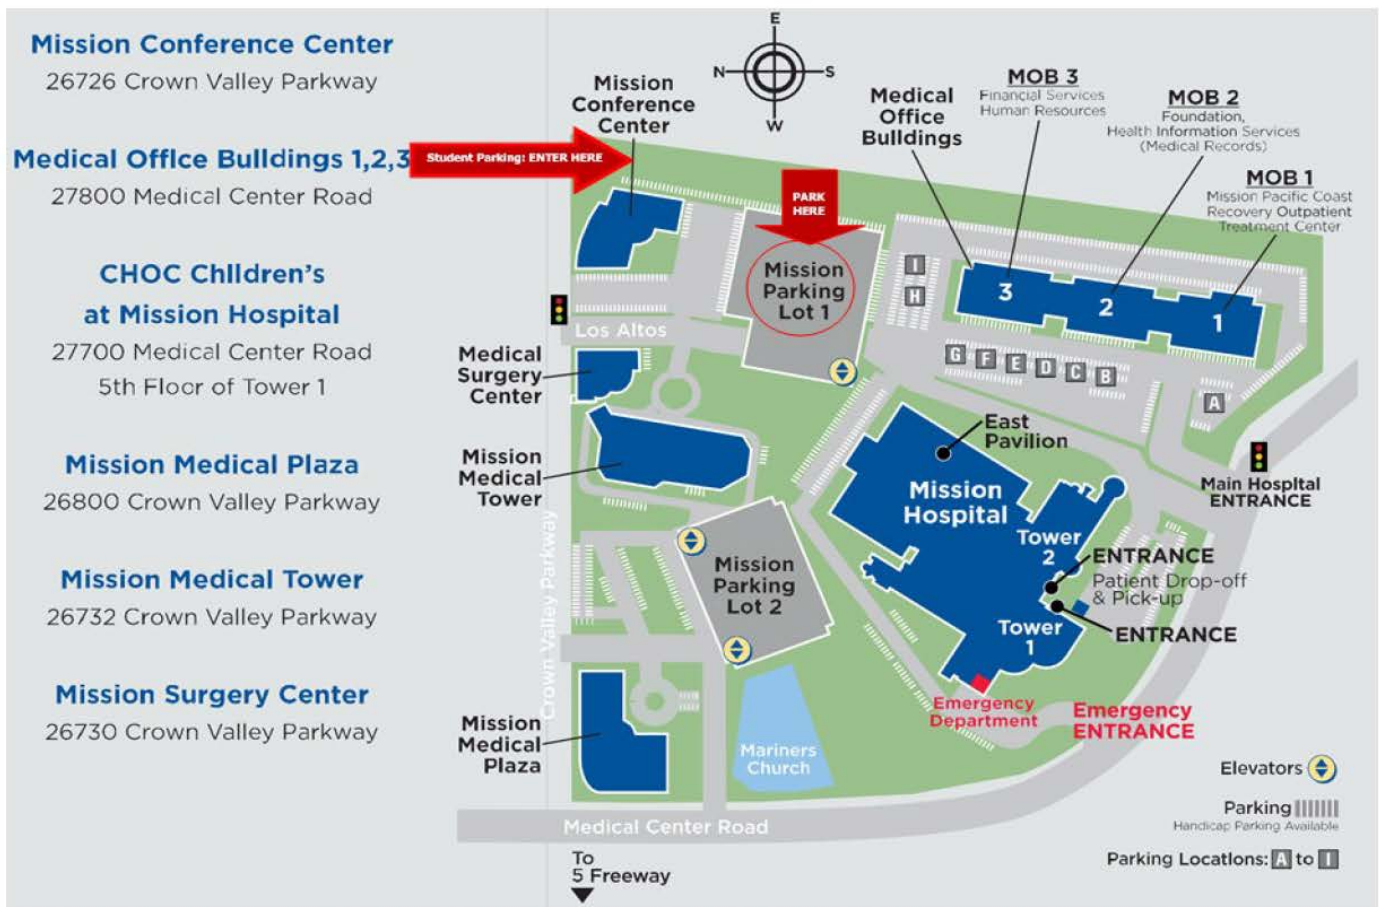 Mission Conference Center
26726 Crown Valley Parkway
Medical Office Buildings 1,2,3
27800 Medical Center Road
CHOC Children's
at Mission Hospital
27700 Medical Center Road
5th Floor of Tower 1
Mission Medical Plaza
26800 Crown Valley Parkway
Mission Medical Tower
26732 Crown Valley Parkway
Mission Surgery Center
26730 Crown Valley Parkway
E
N
S
W
Mission
Conference
Center
Student Parking: ENTER HERE
PARK
HERE
Medical
Office
Buildings
MOB 3
Financial Services
Human Resources
MOB 2
Foundation,
Health Information Services
(Medical Records)
MOB 1
Mission Pacific Coast
Recovery Outpatient
Treatment Center
Mission
Parking
Lot 1
I
H
3
2
1
G
F
E
D
C
B
A
Los Altos
Medical
Surgery
Center
Mission
Medical
Tower
East
Pavilion
Mission
Hospital
Main Hospital
ENTRANCE
Tower
2
ENTRANCE
Patient Drop-off
& Pick-up
ENTRANCE
Tower
1
Mission
Parking
Lot 2
Crown Valley Parkway
Emergency
Department
Emergency
ENTRANCE
Mission
Medical
Plaza
Mariners
Church
Medical Center Road
To
5 Freeway
Elevators
Parking
Handicap Parking Available
Parking Locations: A to I